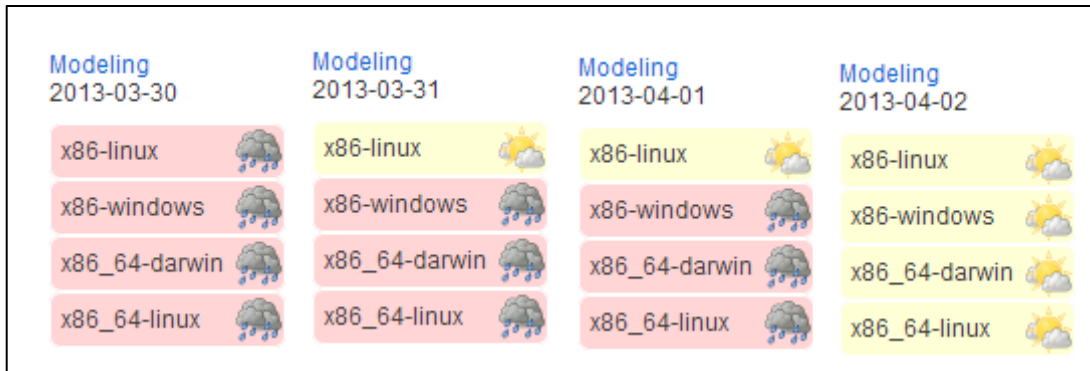 Modeling
2013-03-30
x86-linux
x86-windows
x86_64-darwin
x86_64-linux
Modeling
2013-03-31
x86-linux
x86-windows
x86_64-darwin
x86_64-linux
Modeling
2013-04-01
x86-linux
x86-windows
x86_64-darwin
x86_64-linux
Modeling
2013-04-02
x86-linux
x86-windows
x86_64-darwin
x86_64-linux